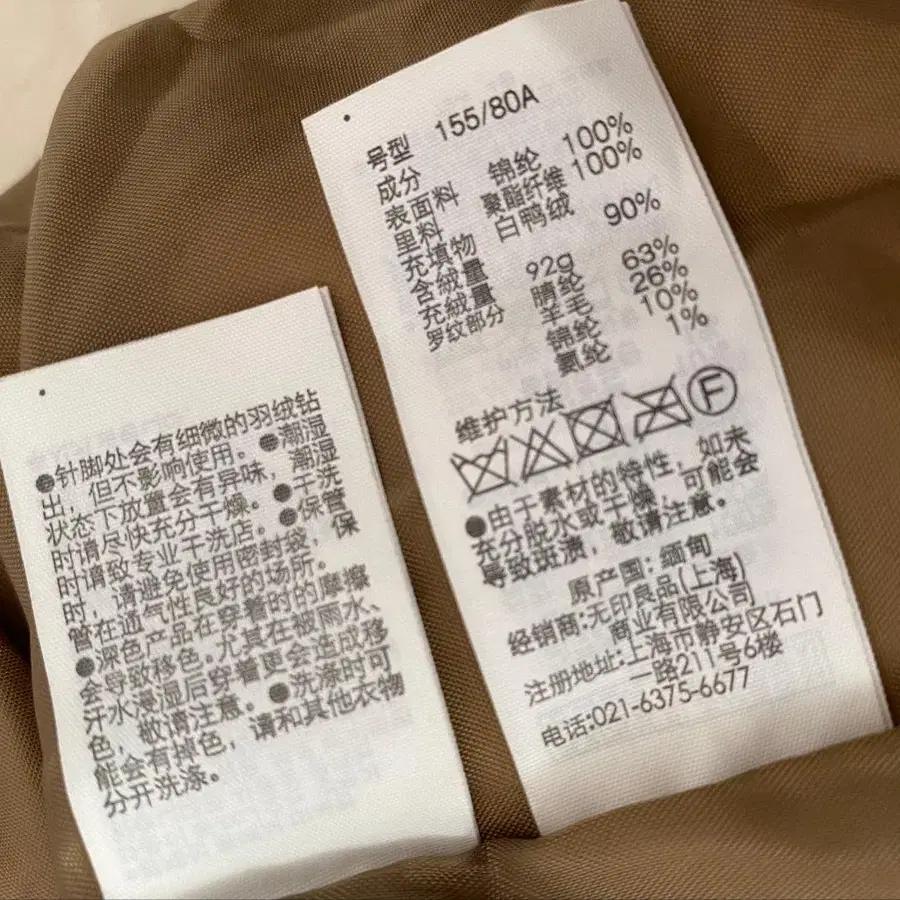 ●针脚处会有细微的羽绒钻
出，但不影响使用。●潮湿
状态下放置会有异味，潮湿
时请尽快充分干燥。●干洗
时请致专业干洗店。●保管
时，请避免使用密封袋，保
管在通气性良好的场所。
●深色产品在穿着时的摩擦
会导致移色。尤其在被雨水、
汗水浸湿后穿着更会造成移
色，敬请注意。●洗涤时可
能会有掉色，请和其他衣物
分开洗涤。
号型 155/80A
成分
表面料 锦纶 100%
里料 聚酯纤维 100%
充填物 白鸭绒
含绒量 90%
充绒量 92g
罗纹部分 腈纶 63%
羊毛 26%
锦纶 10%
氨纶 1%
维护方法
F
●由于素材的特性，如未
充分脱水或干燥，可能会
导致斑渍，敬请注意。
原产国：缅甸
经销商:无印良品(上海)
商业有限公司
注册地址:上海市静安区石门
一路211号6楼
电话:021-6375-6677